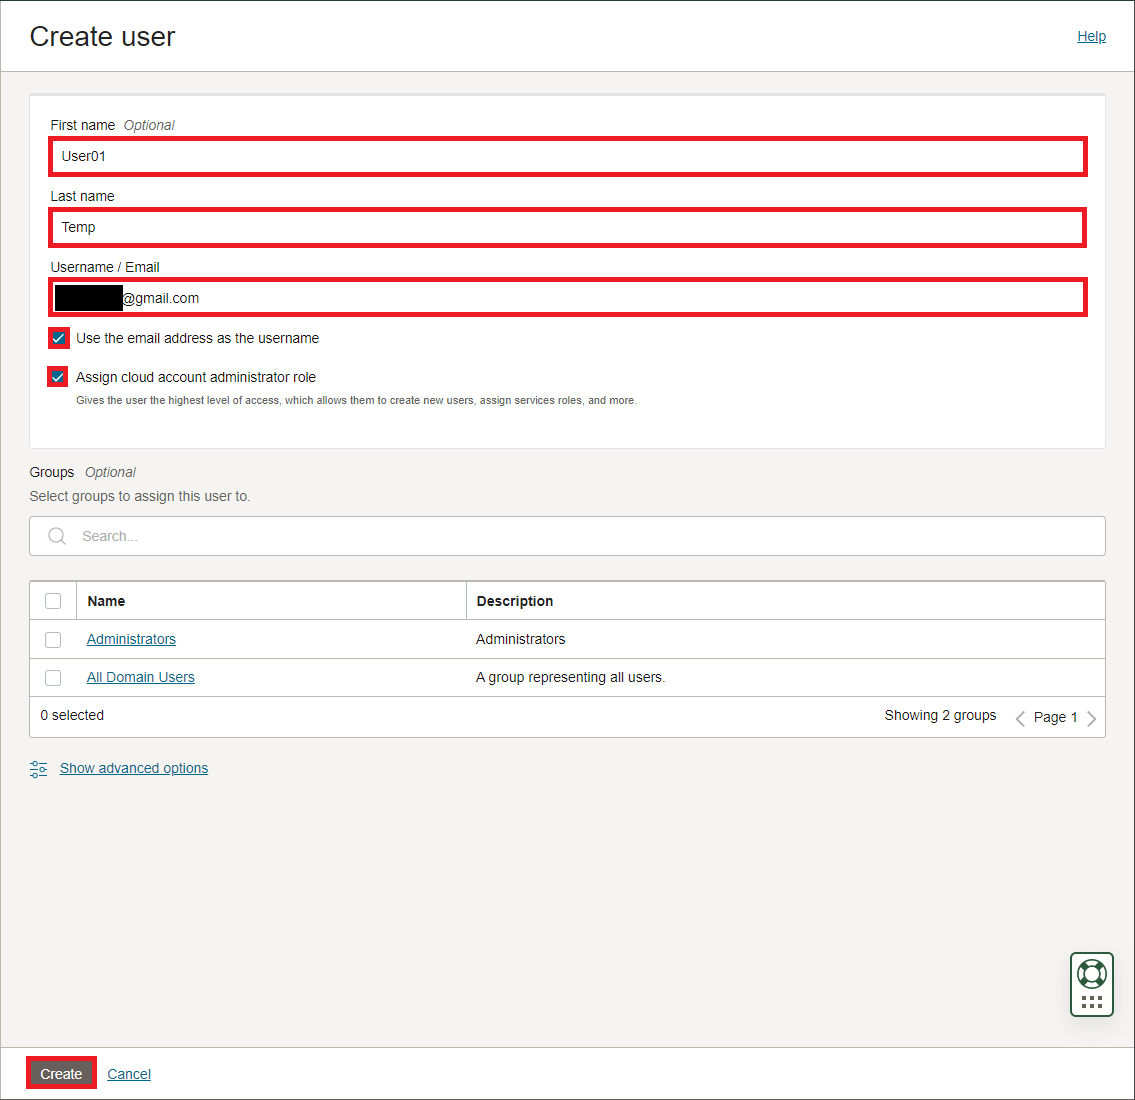 Create user
Help
First name Optional
User01
Last name
Temp
Username / Email
@gmail.com
Use the email address as the username
Assign cloud account administrator role
Gives the user the highest level of access, which allows them to create new users, assign services roles, and more.
Groups Optional
Select groups to assign this user to.
Search...
Name Description
Administrators Administrators
All Domain Users A group representing all users.
0 selected Showing 2 groups Page 1
Show advanced options
Create Cancel